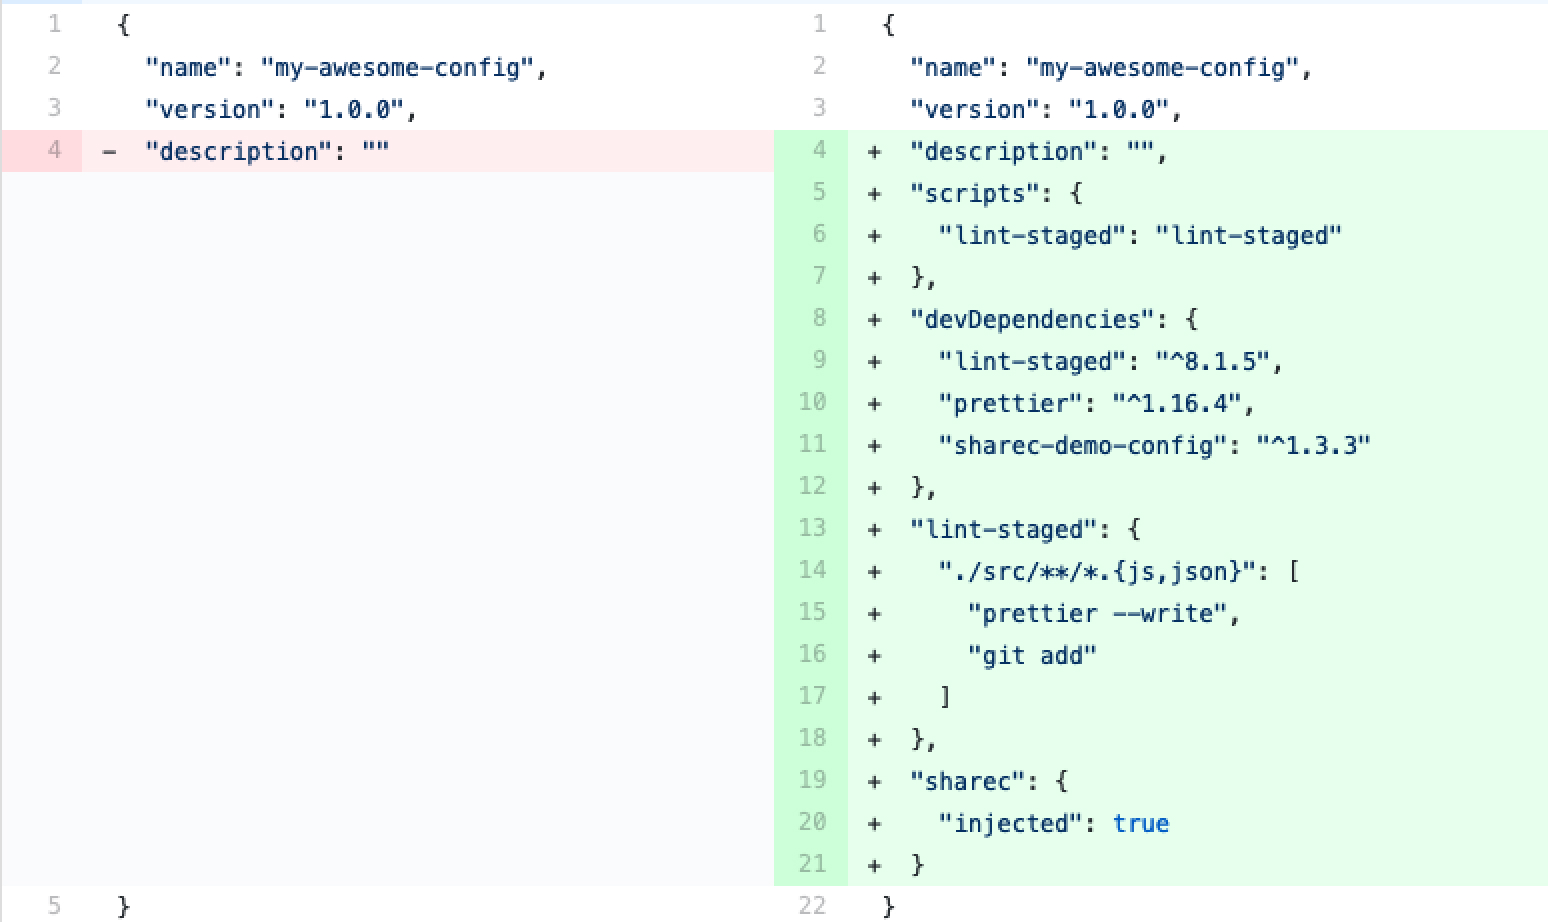 1 {
2 "name": "my-awesome-config",
3 "version": "1.0.0",
4 - "description": ""
5 }
1 {
2 "name": "my-awesome-config",
3 "version": "1.0.0",
4 + "description": "",
5 + "scripts": {
6 + "lint-staged": "lint-staged"
7 + },
8 + "devDependencies": {
9 + "lint-staged": "^8.1.5",
10 + "prettier": "^1.16.4",
11 + "sharec-demo-config": "^1.3.3"
12 + },
13 + "lint-staged": {
14 + "./src/**/*.{js,json}": [
15 + "prettier --write",
16 + "git add"
17 + ]
18 + },
19 + "sharec": {
20 + "injected": true
21 + }
22 }